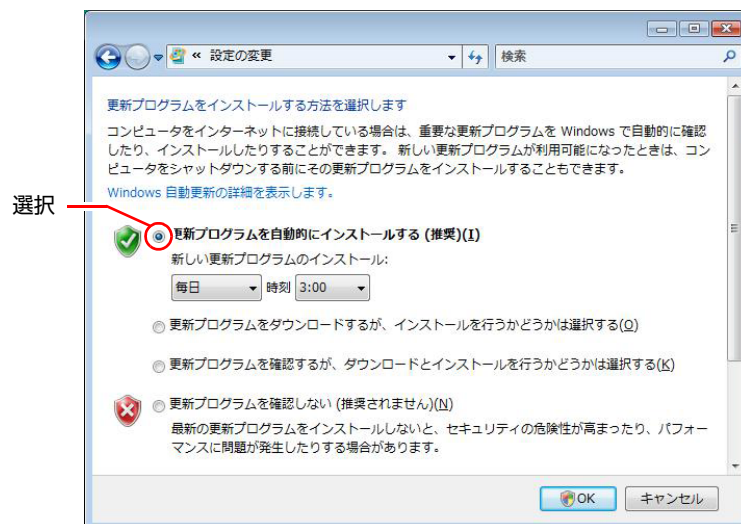 « 設定の変更
検索
更新プログラムをインストールする方法を選択します
コンピュータをインターネットに接続している場合は、重要な更新プログラムを Windows で自動的に確認
したり、インストールしたりすることができます。 新しい更新プログラムが利用可能になったときは、コン
ピュータをシャットダウンする前にその更新プログラムをインストールすることもできます。
Windows 自動更新の詳細を表示します。
選択
更新プログラムを自動的にインストールする (推奨)(I)
新しい更新プログラムのインストール:
毎日 時刻 3:00
更新プログラムをダウンロードするが、インストールを行うかどうかは選択する(O)
更新プログラムを確認するが、ダウンロードとインストールを行うかどうかは選択する(K)
更新プログラムを確認しない (推奨されません)(N)
最新の更新プログラムをインストールしないと、セキュリティの危険性が高まったり、パフォー
マンスに問題が発生したりする場合があります。
OK キャンセル